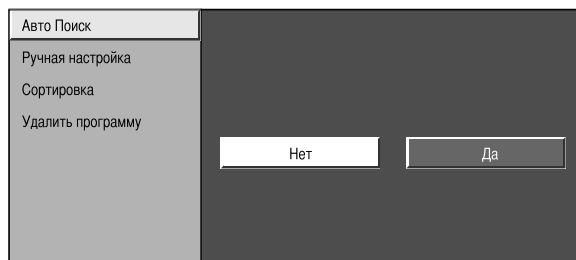 Авто Поиск
Ручная настройка
Сортировка
Удалить программу
Нет
Да